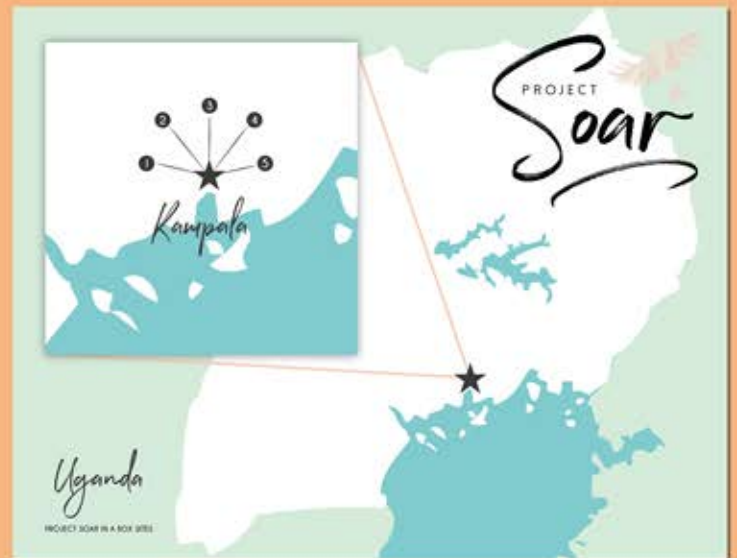 PROJECT
Soar
3
2
4
1
5
Kampala
Uganda
PROJECT SOAR IN A BOX SITES